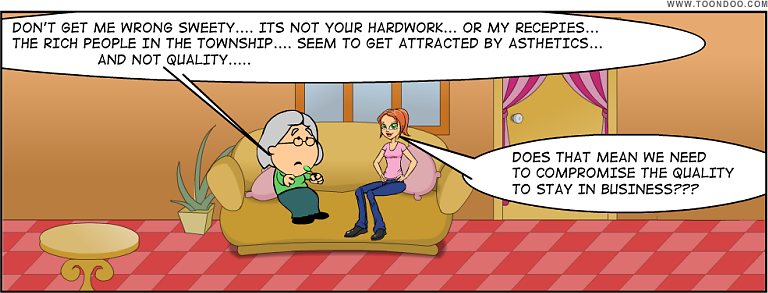 WWW.TOONDOO.COM
DON'T GET ME WRONG SWEETY.... ITS NOT YOUR HARDWORK... OR MY RECEPIES...
THE RICH PEOPLE IN THE TOWNSHIP.... SEEM TO GET ATTRACTED BY ASTHETICS...
AND NOT QUALITY.....
DOES THAT MEAN WE NEED
TO COMPROMISE THE QUALITY
TO STAY IN BUSINESS???